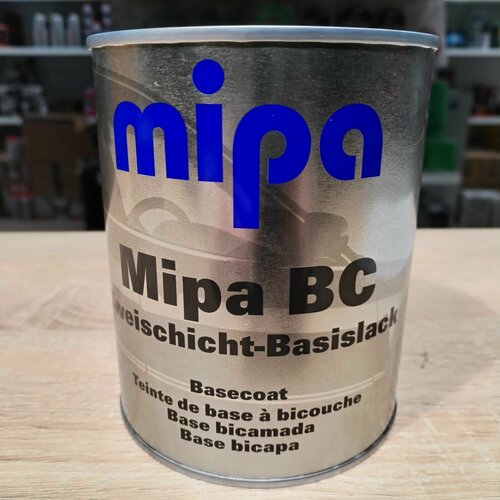 mipa
Mipa BC
weischicht-Basislack
Basecoat
Teinte de base à bicouche
Base bicamada
Base bicapa